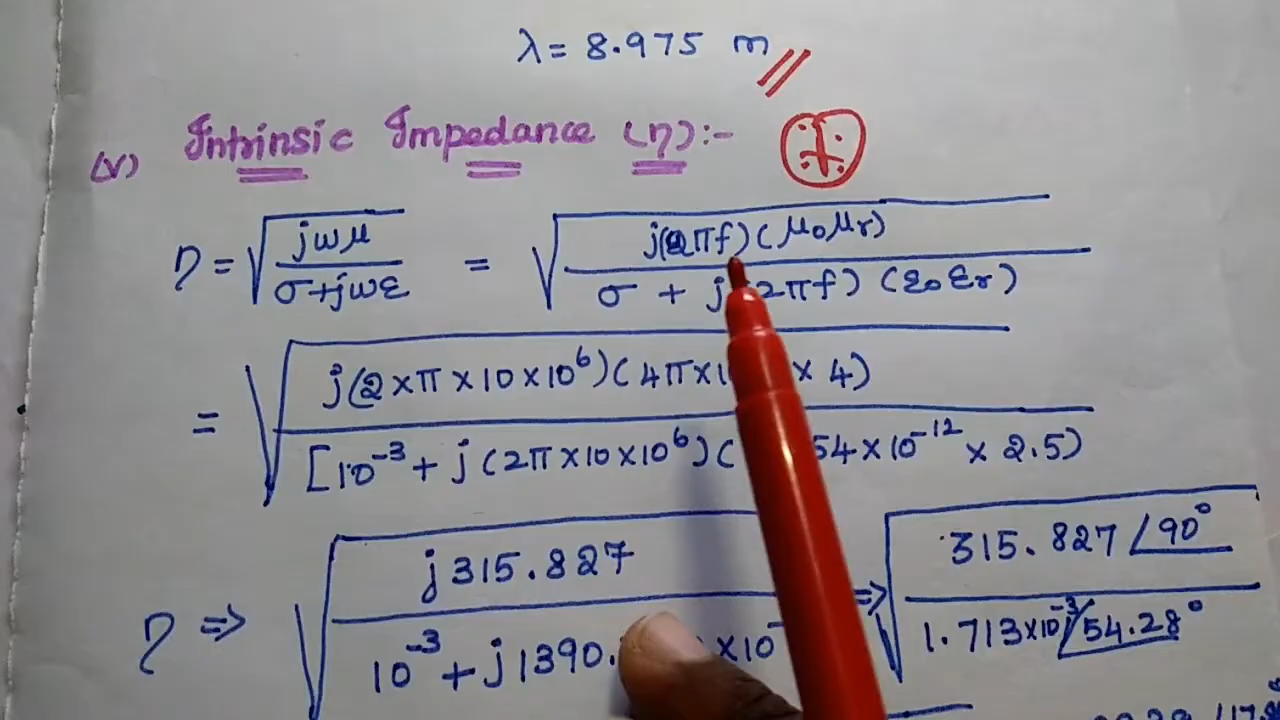 λ = 8.975 m //
(V) Intrinsic Impedance (η):-
η = √(jωμ / σ+jωε) = √(j(2πf)(μ₀μᵣ) / σ + j(2πf)(ε₀εᵣ))
= √(j(2×π×10×10⁶)(4π×1 × 4) / [10⁻³ + j(2π×10×10⁶)( 54×10⁻¹² × 2.5))
η ⇒ √(j315.827 / 10⁻³ + j1390. ×10⁻) ⇒ √(315.827 ∠90° / 1.713×10⁻³ ∠54.28°)